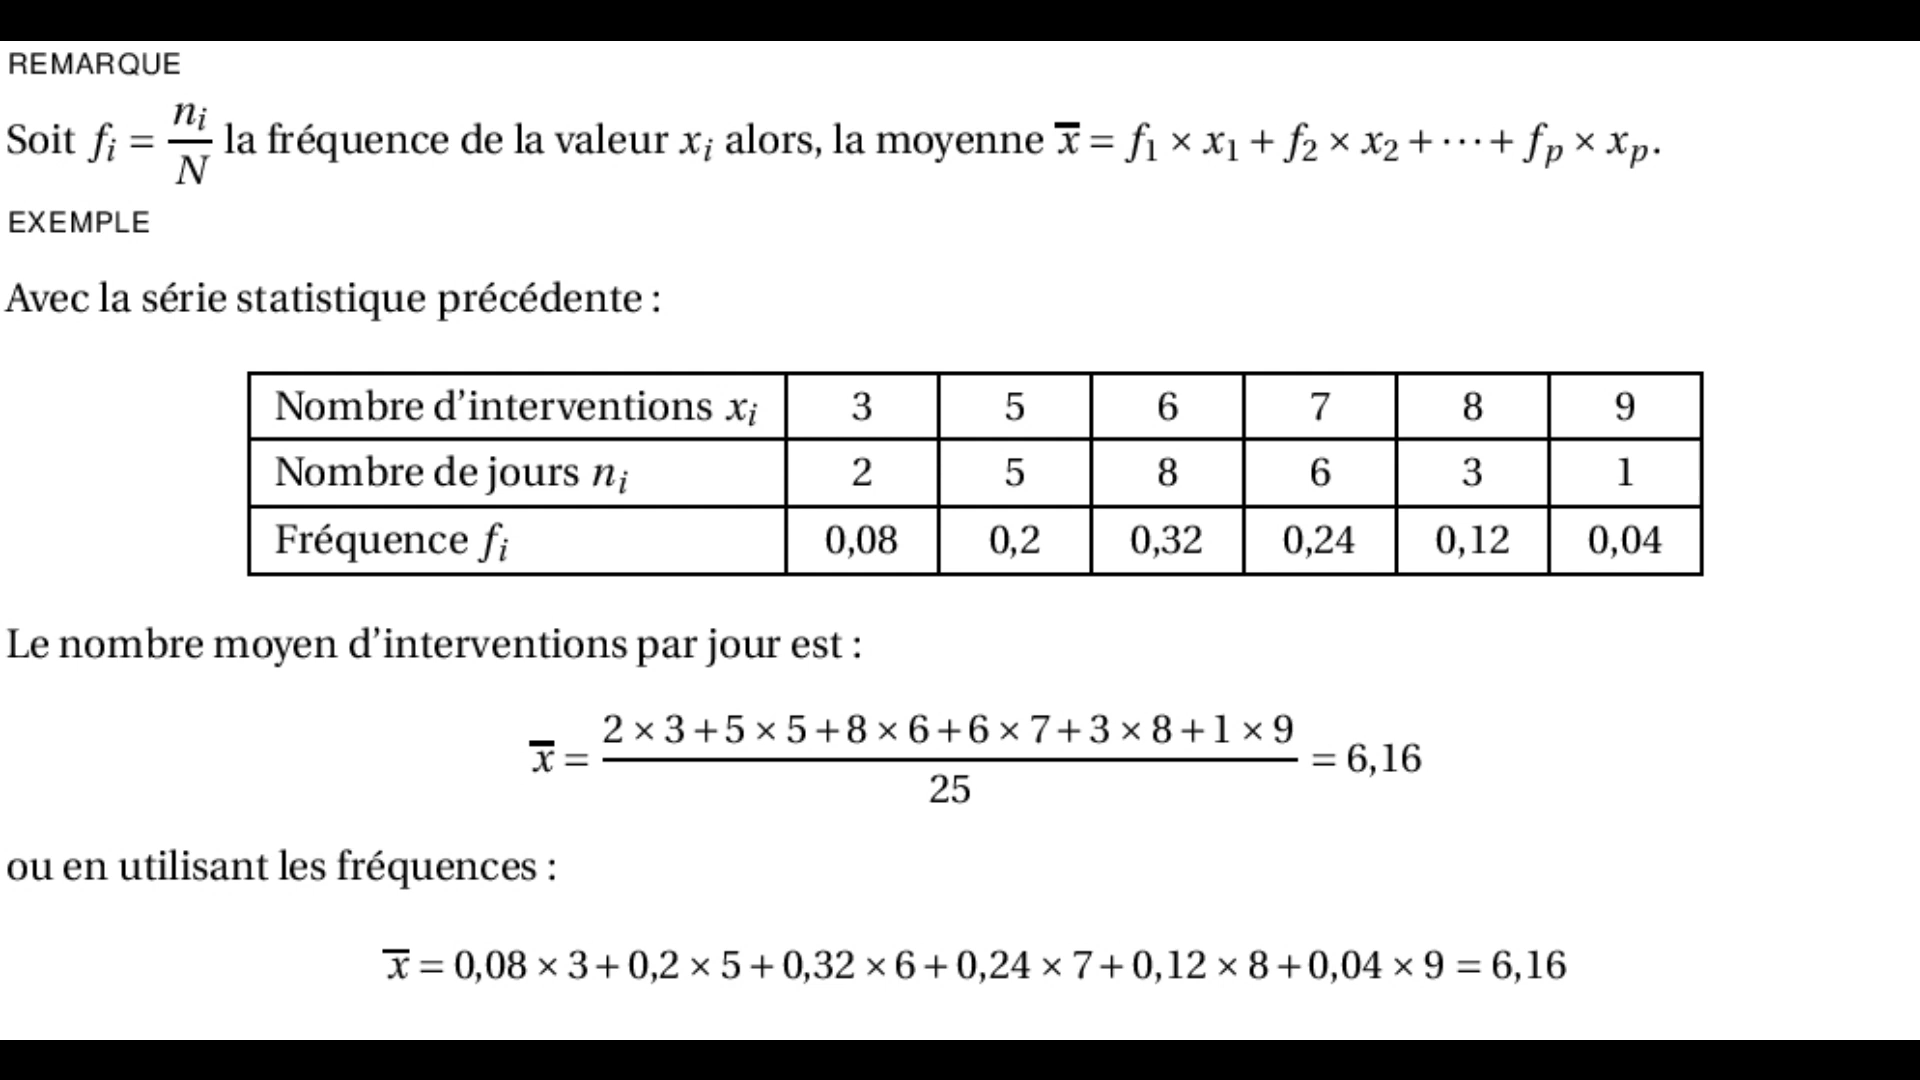 REMARQUE
Soit f_i = n_i/N la fréquence de la valeur x_i alors, la moyenne x̅ = f_1 × x_1 + f_2 × x_2 + ⋯ + f_p × x_p.
EXEMPLE
Avec la série statistique précédente :
Nombre d'interventions x_i 3 5 6 7 8 9
Nombre de jours n_i 2 5 8 6 3 1
Fréquence f_i 0,08 0,2 0,32 0,24 0,12 0,04
Le nombre moyen d'interventions par jour est :
x̅ = (2 × 3 + 5 × 5 + 8 × 6 + 6 × 7 + 3 × 8 + 1 × 9)/25 = 6,16
ou en utilisant les fréquences :
x̅ = 0,08 × 3 + 0,2 × 5 + 0,32 × 6 + 0,24 × 7 + 0,12 × 8 + 0,04 × 9 = 6,16